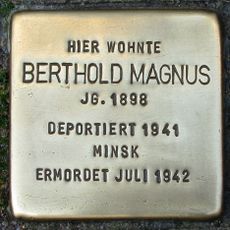 HIER WOHNTE
BERTHOLD MAGNUS
JG. 1898
DEPORTIERT 1941
MINSK
ERMORDET JULI 1942